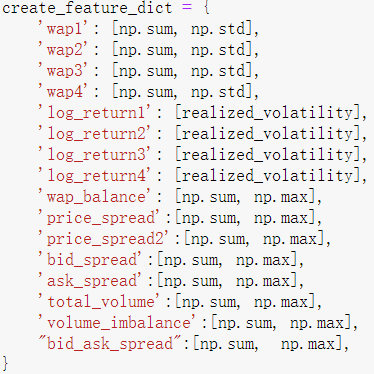 create_feature_dict = {
    'wap1': [np.sum, np.std],
    'wap2': [np.sum, np.std],
    'wap3': [np.sum, np.std],
    'wap4': [np.sum, np.std],
    'log_return1': [realized_volatility],
    'log_return2': [realized_volatility],
    'log_return3': [realized_volatility],
    'log_return4': [realized_volatility],
    'wap_balance': [np.sum, np.max],
    'price_spread':[np.sum, np.max],
    'price_spread2':[np.sum, np.max],
    'bid_spread':[np.sum, np.max],
    'ask_spread':[np.sum, np.max],
    'total_volume':[np.sum, np.max],
    'volume_imbalance':[np.sum, np.max],
    "bid_ask_spread":[np.sum,  np.max],
}